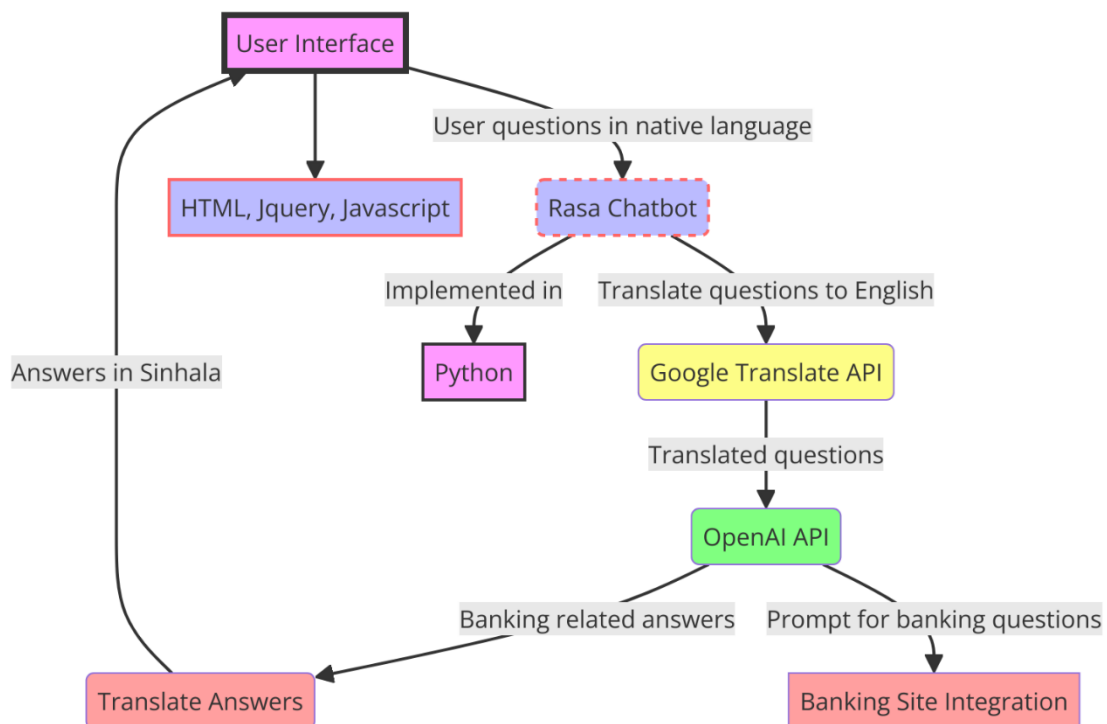 User Interface
User questions in native language
HTML, Jquery, Javascript
Rasa Chatbot
Implemented in
Translate questions to English
Answers in Sinhala
Python
Google Translate API
Translated questions
OpenAI API
Banking related answers
Prompt for banking questions
Translate Answers
Banking Site Integration